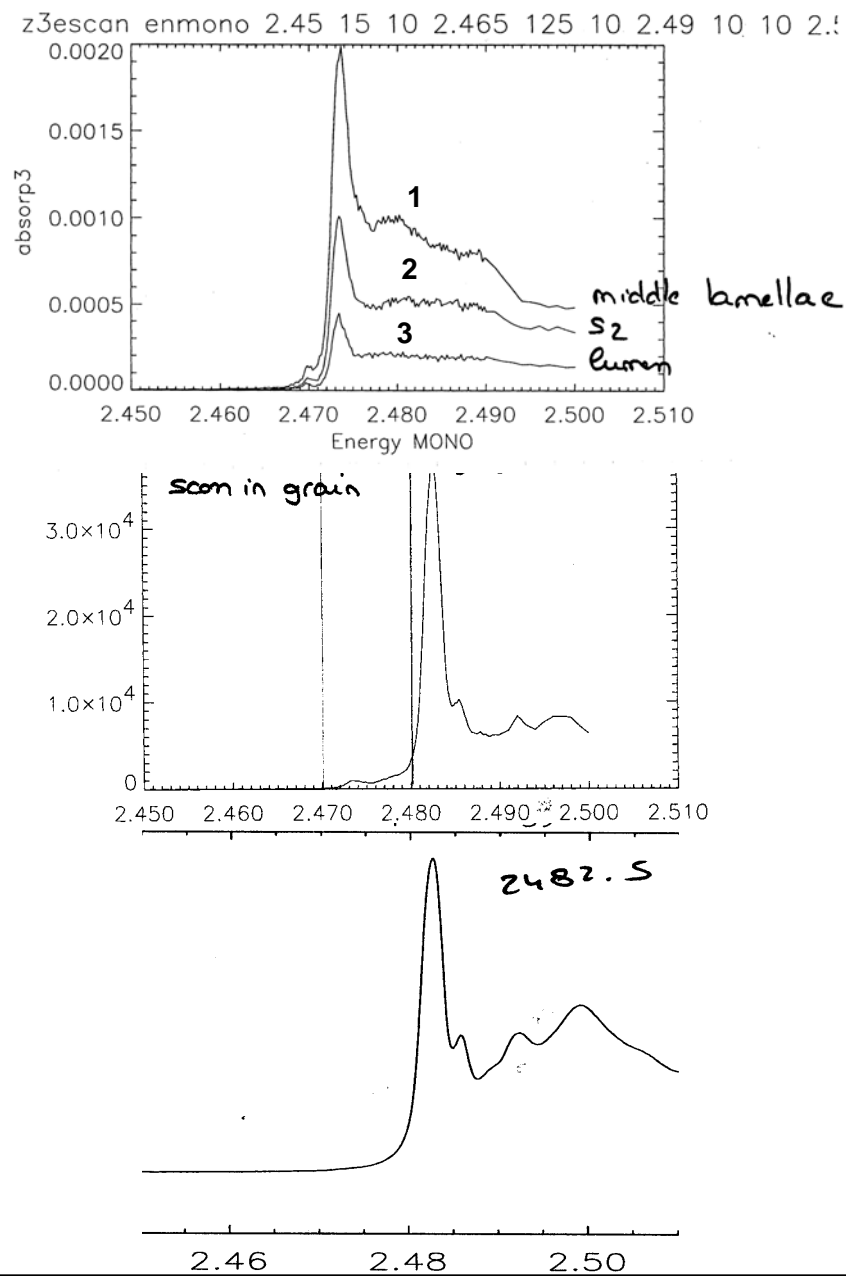 z3escan enmono 2.45 15 10 2.465 125 10 2.49 10 10 2.5
0.0020
0.0015
absorp3
1
0.0010
2
middle lamellae
0.0005
3
S2
lumen
0.0000
2.450 2.460 2.470 2.480 2.490 2.500 2.510
Energy MONO
scan in grain
3.0×10⁴
2.0×10⁴
1.0×10⁴
0
2.450 2.460 2.470 2.480 2.490 2.500 2.510
2482.5
2.46 2.48 2.50